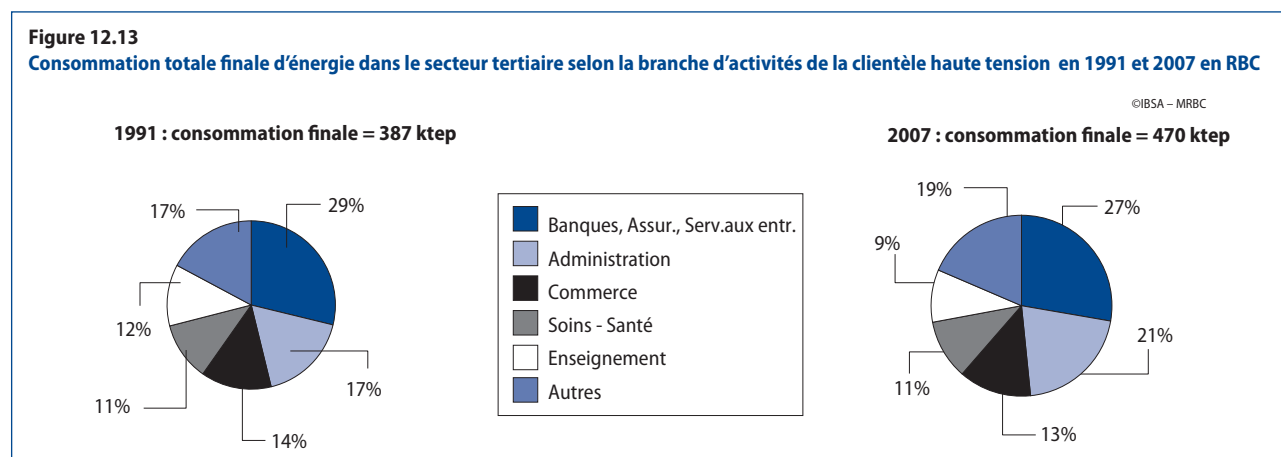 Figure 12.13
Consommation totale finale d'énergie dans le secteur tertiaire selon la branche d'activités de la clientèle haute tension en 1991 et 2007 en RBC
©IBSA – MRBC
1991 : consommation finale = 387 ktep
17%
29%
12%
11%
17%
14%
Banques, Assur., Serv.aux entr.
Administration
Commerce
Soins - Santé
Enseignement
Autres
2007 : consommation finale = 470 ktep
19%
27%
9%
21%
11%
13%